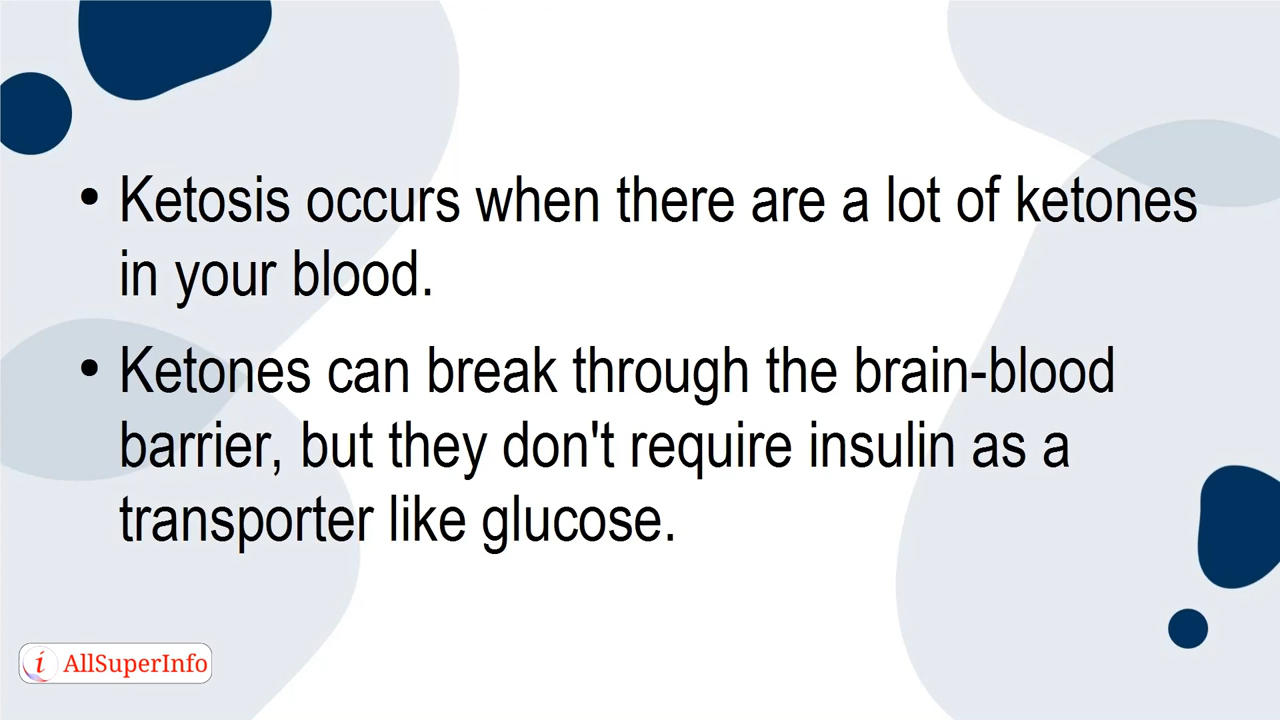 • Ketosis occurs when there are a lot of ketones
in your blood.
• Ketones can break through the brain-blood
barrier, but they don't require insulin as a
transporter like glucose.
i AllSuperInfo